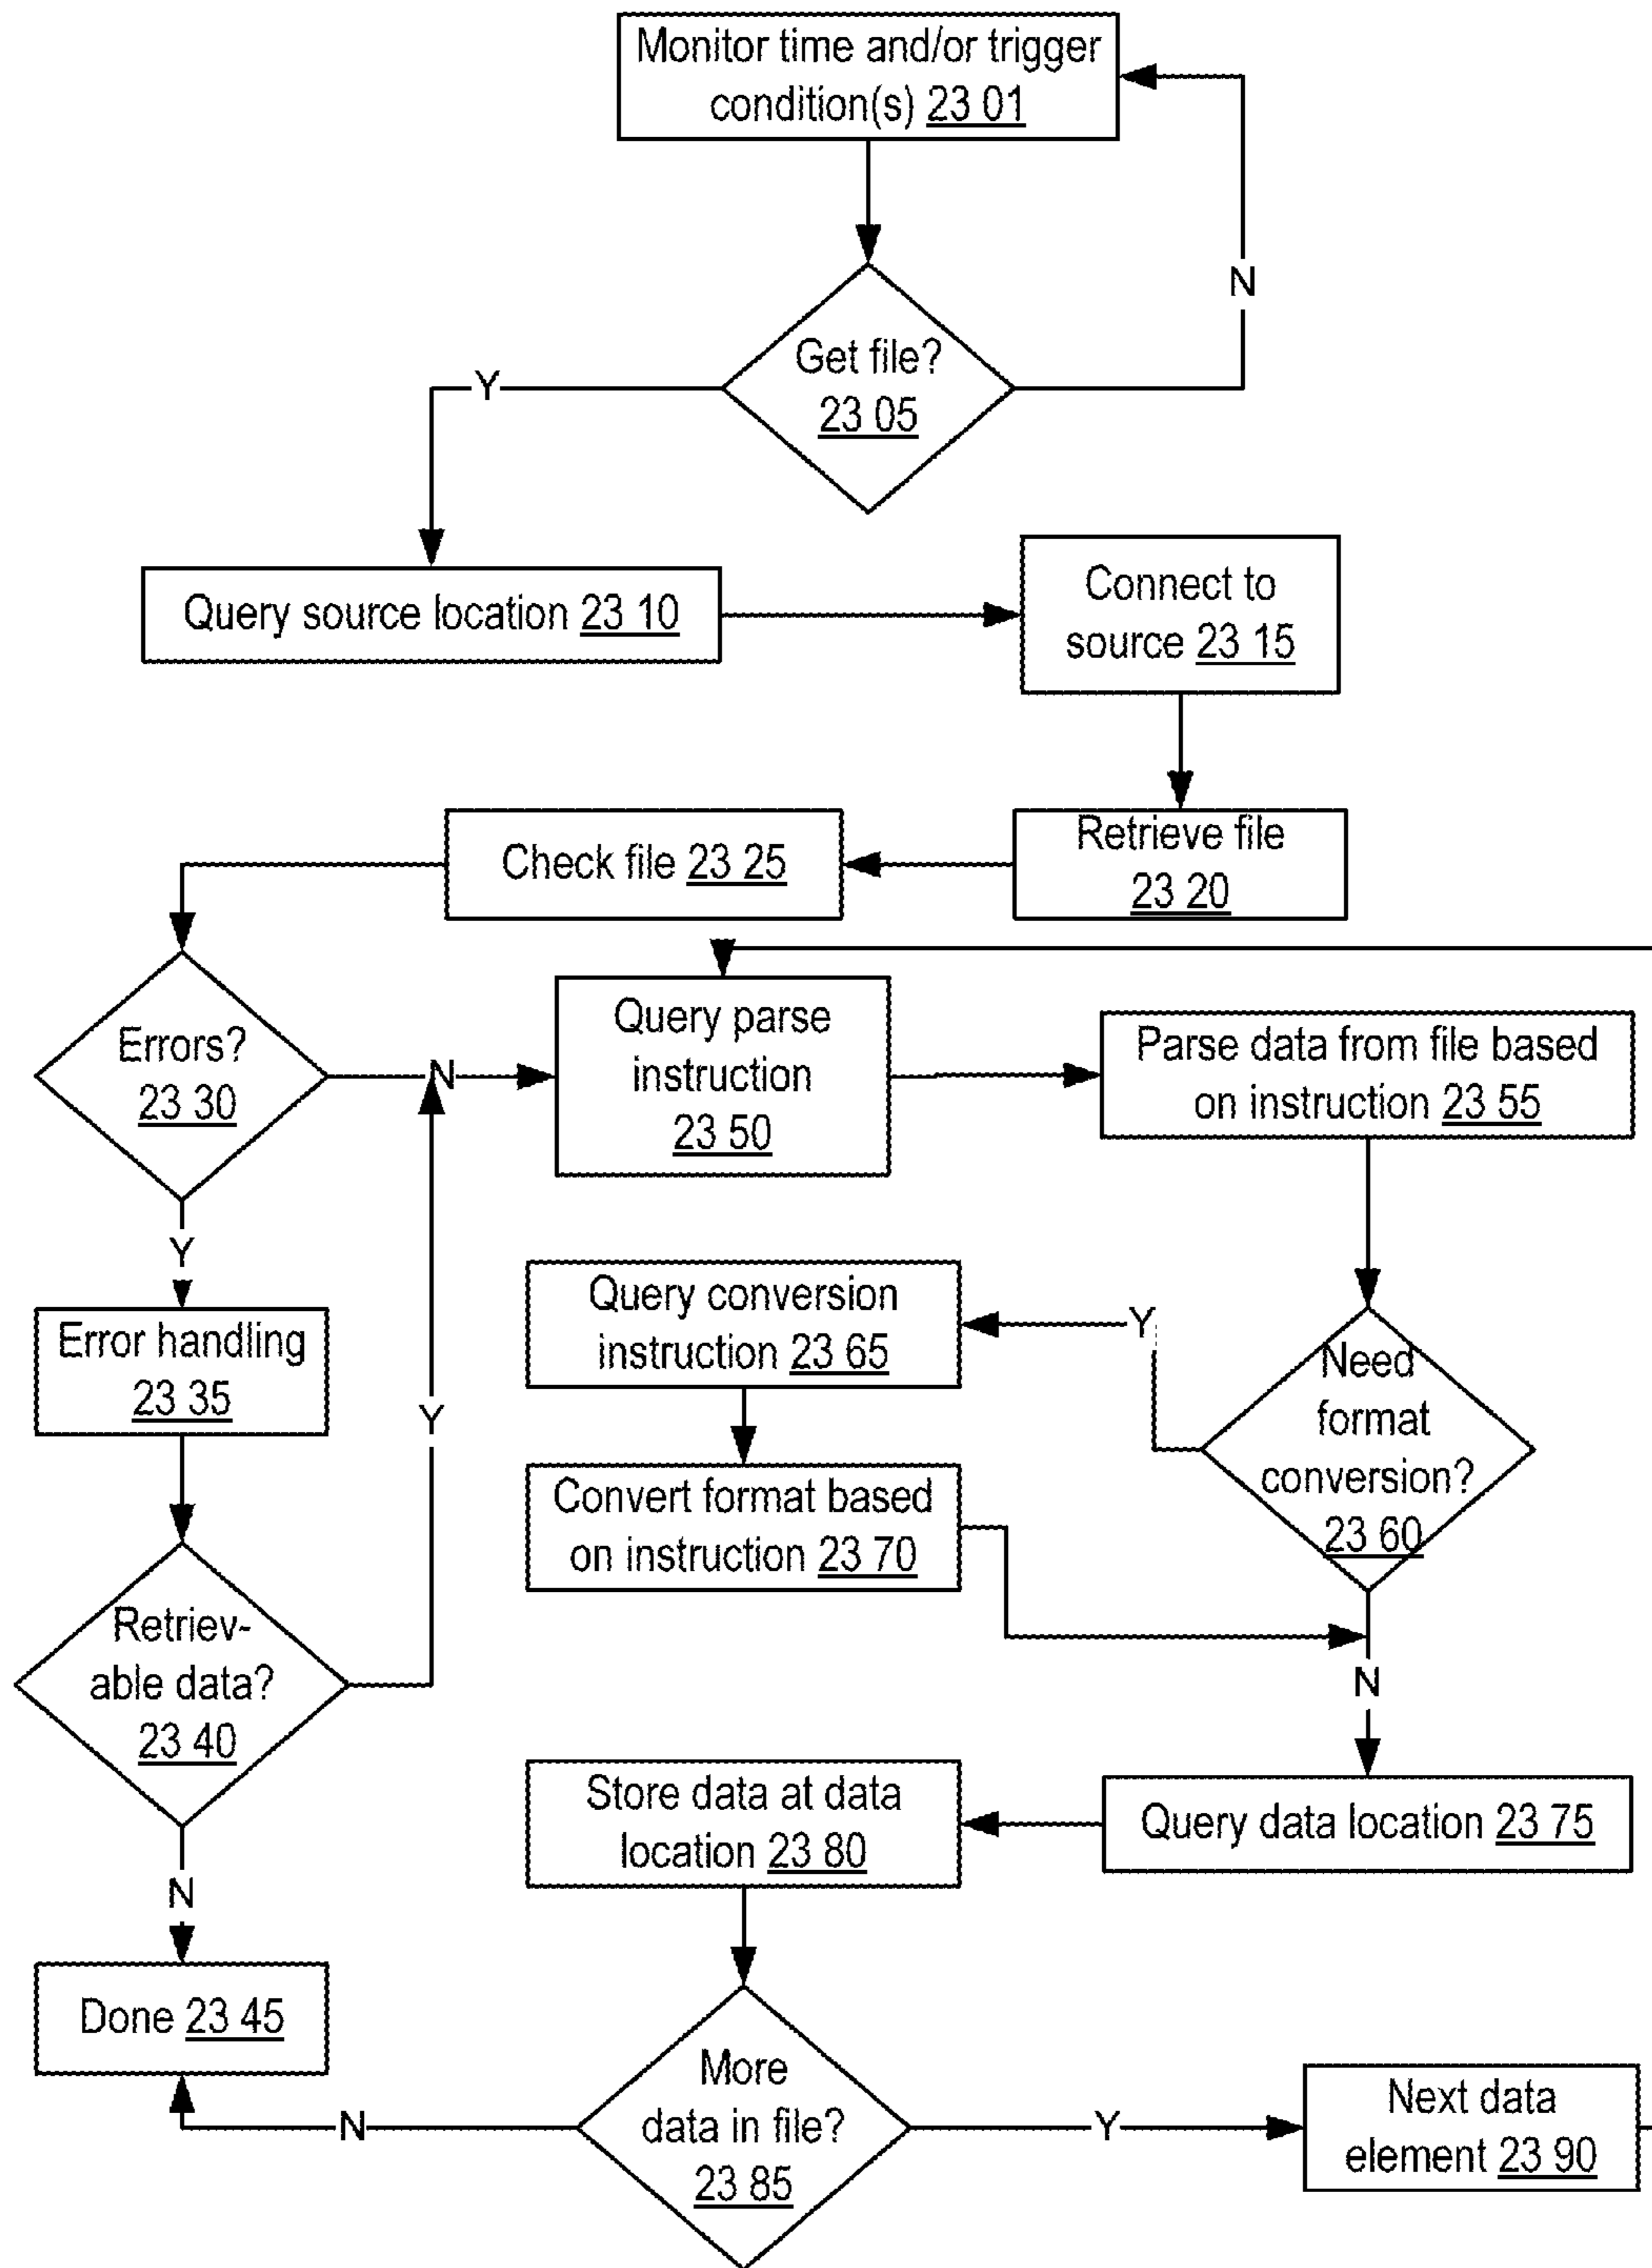 Monitor time and/or trigger
condition(s) 23 01
N
Get file?
23 05
Y
Query source location 23 10
Connect to
source 23 15
Retrieve file
23 20
Check file 23 25
Errors?
23 30
N
Query parse
instruction
23 50
Parse data from file based
on instruction 23 55
Y
Error handling
23 35
Y
Query conversion
instruction 23 65
Y
Need
format
conversion?
23 60
Convert format based
on instruction 23 70
Retriev-
able data?
23 40
N
Store data at data
location 23 80
Query data location 23 75
N
Done 23 45
More
data in file?
23 85
N
Y
Next data
element 23 90